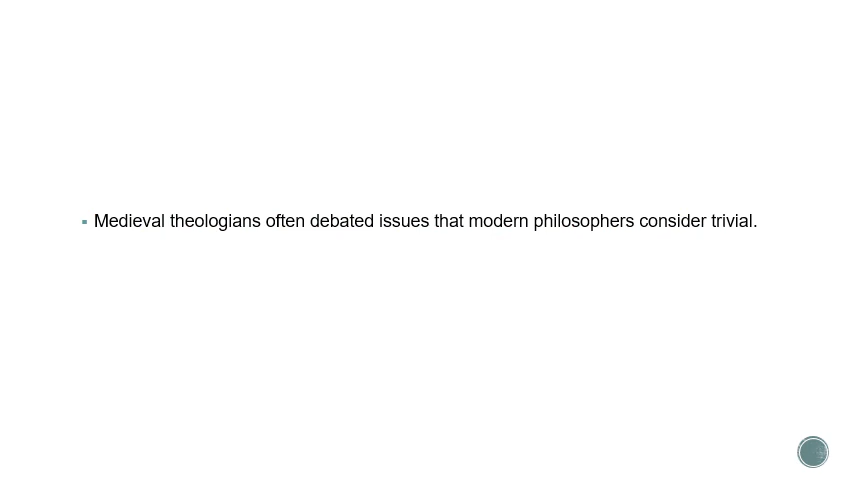 Medieval theologians often debated issues that modern philosophers consider trivial.